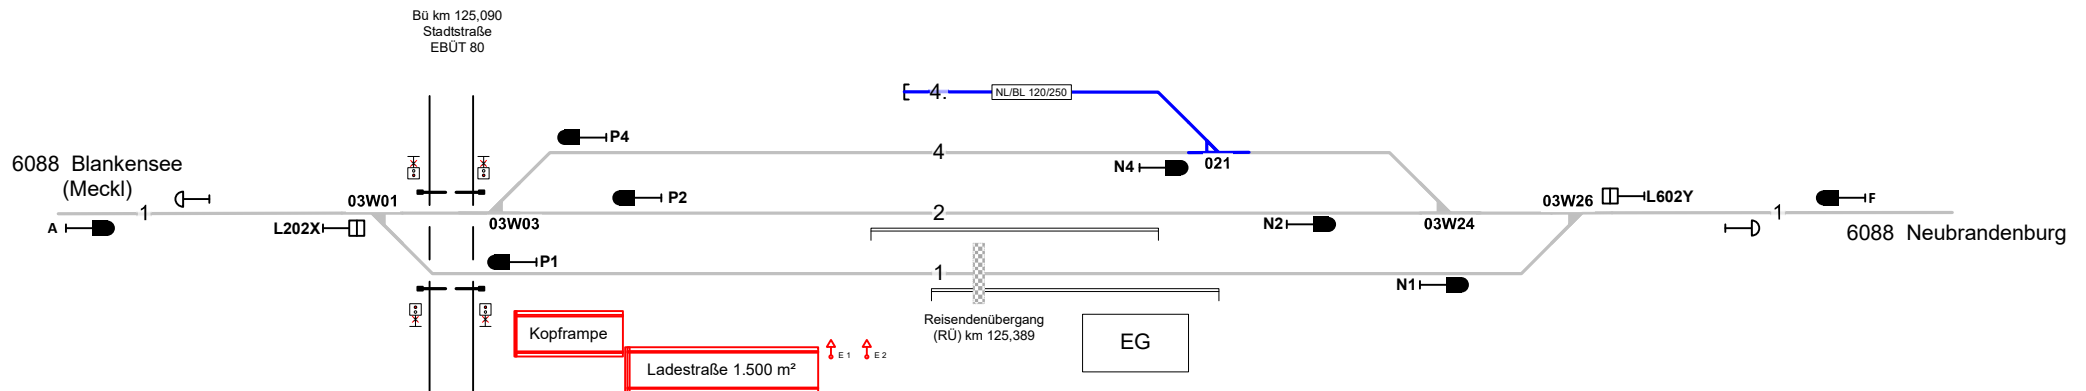 Bü km 125,090
Stadtstraße
EBÜT 80
4.
NL/BL 120/250
P4
4
N4
021
6088 Blankensee
(Meckl)
1
A
03W01
L202X
03W03
P2
2
N2
03W24
03W26
L602Y
1
F
6088 Neubrandenburg
P1
1
N1
Kopframpe
Ladestraße 1.500 m²
E 1
E 2
Reisendenübergang
(RÜ) km 125,389
EG